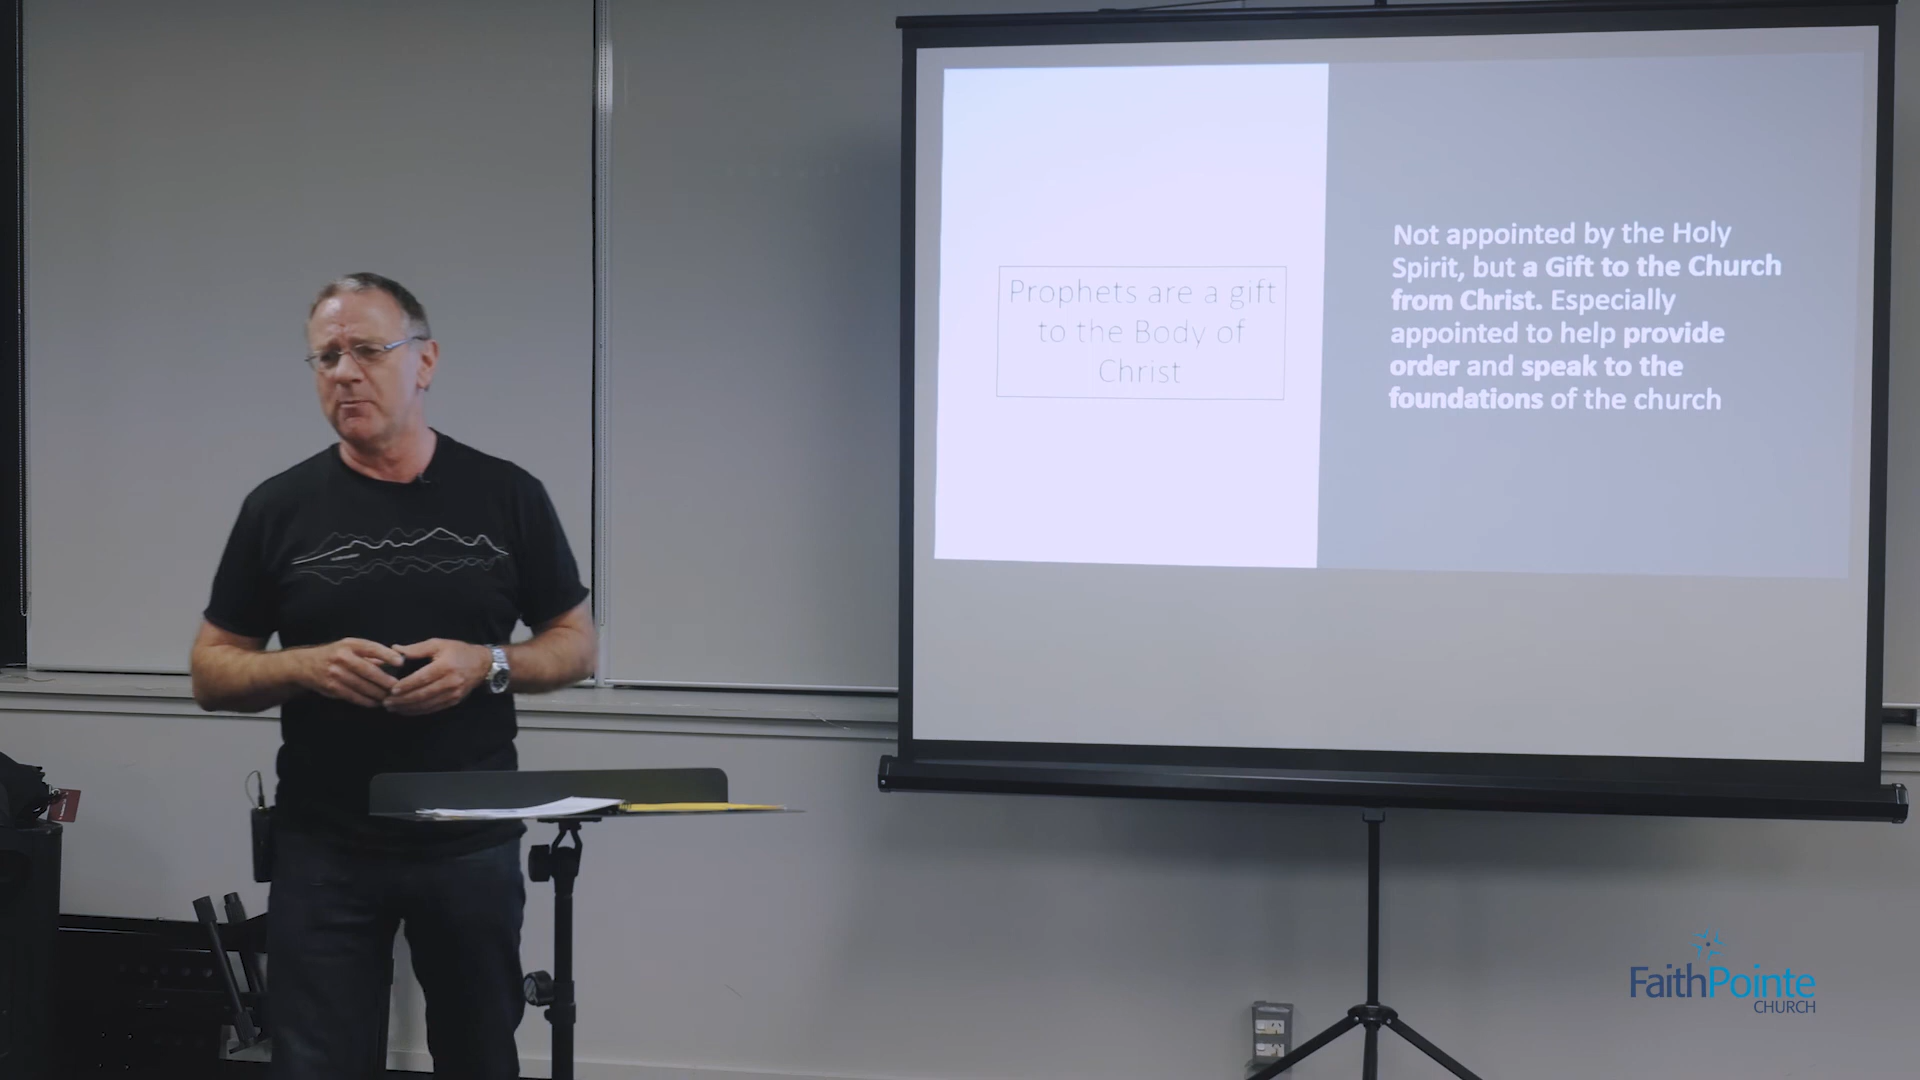 Prophets are a gift
to the Body of
Christ
Not appointed by the Holy
Spirit, but a Gift to the Church
from Christ. Especially
appointed to help provide
order and speak to the
foundations of the church
FaithPointe
CHURCH